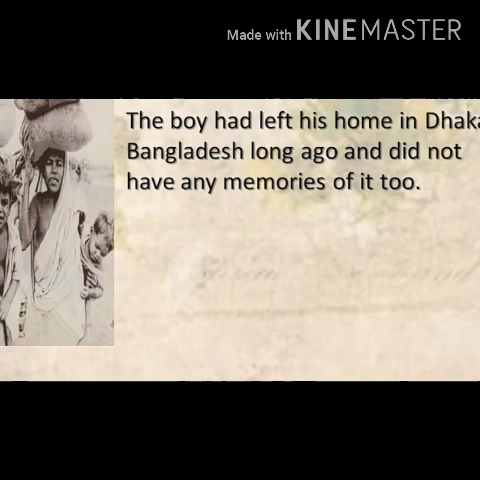 Made with KINEMASTER
The boy had left his home in Dhaka
Bangladesh long ago and did not
have any memories of it too.